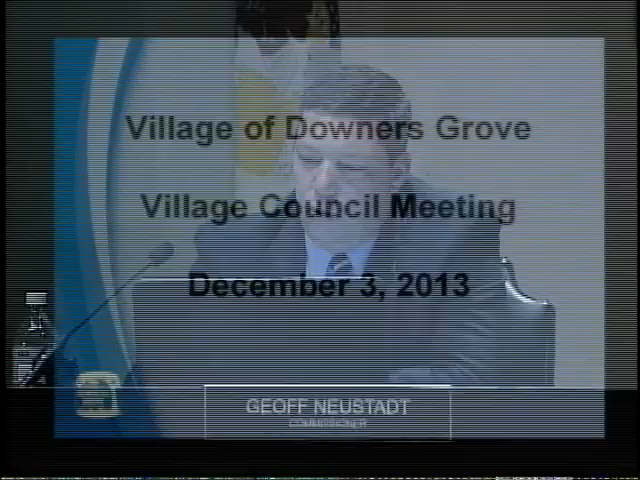 Village of Downers Grove
Village Council Meeting
December 3, 2013
GEOFF NEUSTADT
COMMISSIONER